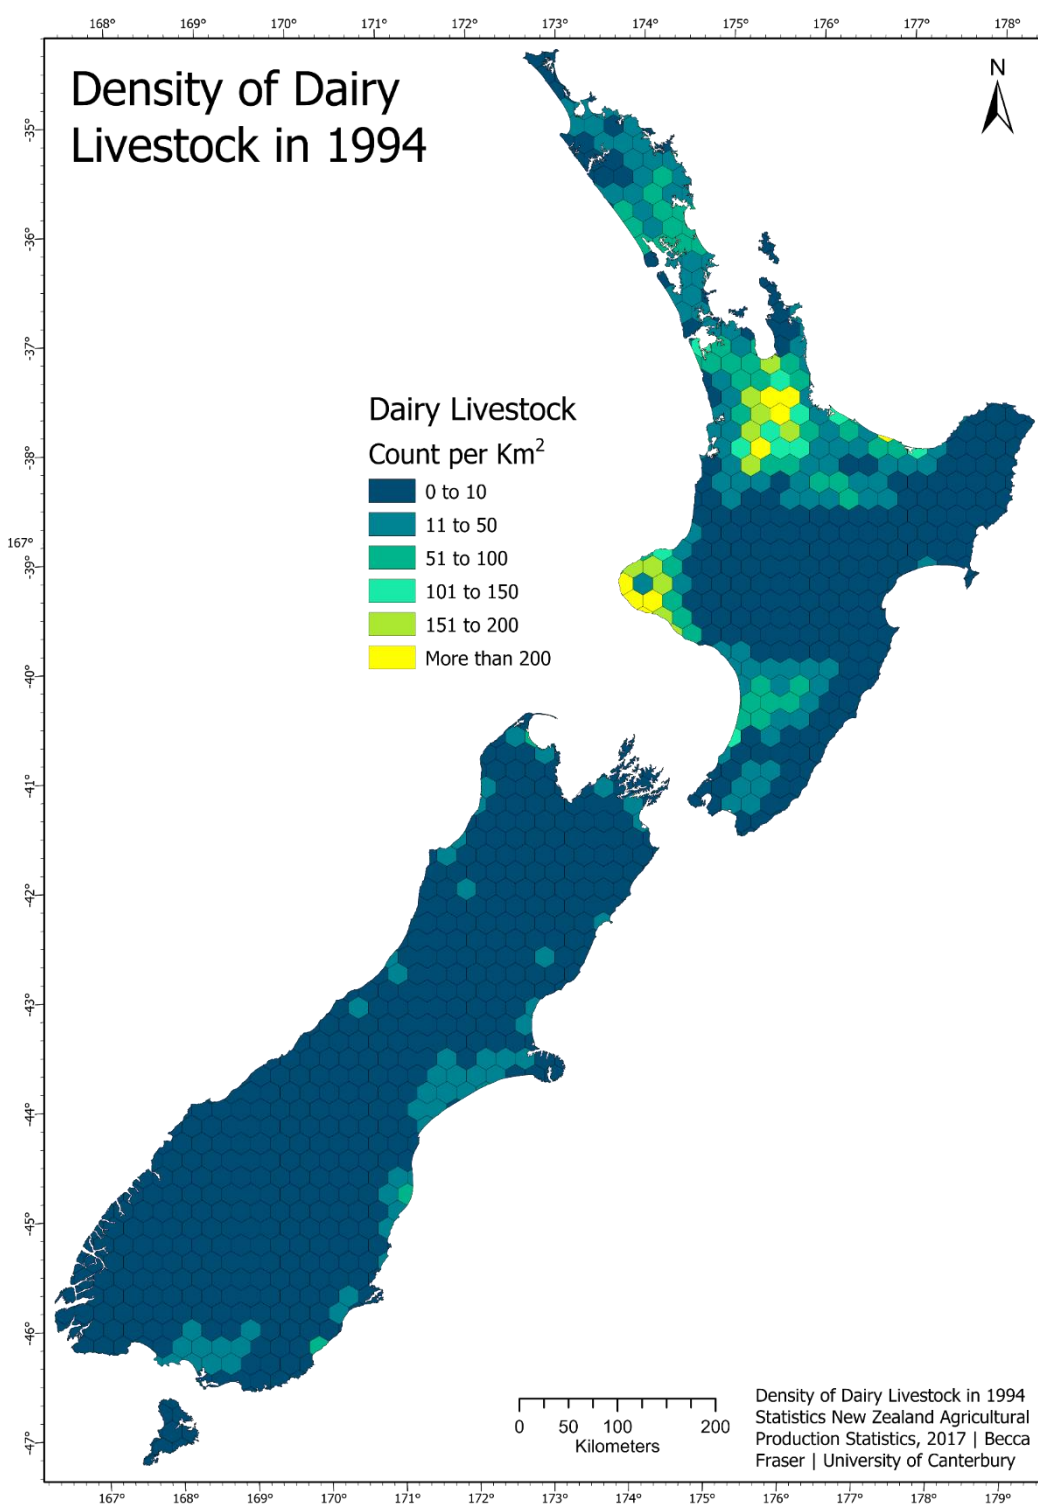 168° 169° 170° 171° 172° 173° 174° 175° 176° 177° 178°
Density of Dairy
Livestock in 1994
N
-35°
-36°
-37°
Dairy Livestock
Count per Km²
-38°
0 to 10
11 to 50
167°
51 to 100
-39°
101 to 150
151 to 200
More than 200
-40°
-41°
-42°
-43°
-44°
-45°
-46°
-47°
0 50 100 200
Kilometers
Density of Dairy Livestock in 1994
Statistics New Zealand Agricultural
Production Statistics, 2017 | Becca
Fraser | University of Canterbury
167° 168° 169° 170° 171° 172° 173° 174° 175° 176° 177° 178° 179°